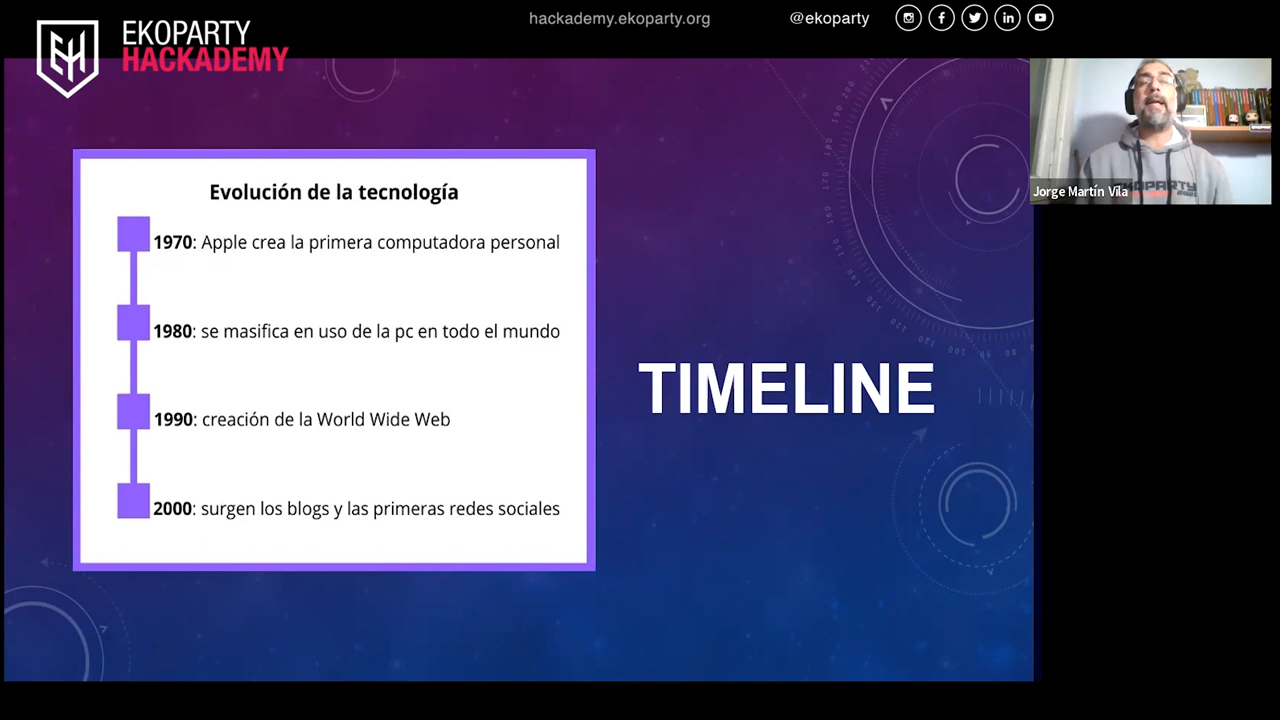 hackademy.ekoparty.org
@ekoparty
EKOPARTY
HACKADEMY
Evolución de la tecnología
1970: Apple crea la primera computadora personal
1980: se masifica en uso de la pc en todo el mundo
1990: creación de la World Wide Web
2000: surgen los blogs y las primeras redes sociales
TIMELINE
EKOPARTY
Jorge Martín Vila